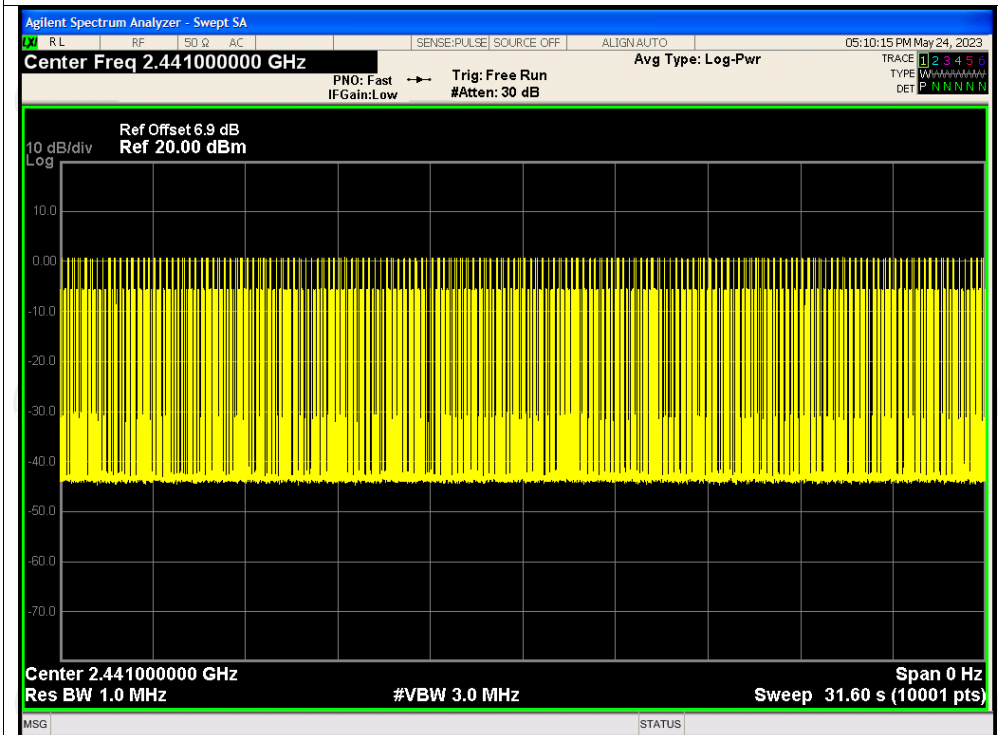 Agilent Spectrum Analyzer - Swept SA
LXI RL RF 50 Ω AC SENSE:PULSE SOURCE OFF ALIGN AUTO 05:10:15 PM May 24, 2023
Center Freq 2.441000000 GHz
PNO: Fast
IFGain:Low
Trig: Free Run
#Atten: 30 dB
Avg Type: Log-Pwr
TRACE 1 2 3 4 5 6
TYPE WWWWWW
DET P N N N N N
Ref Offset 6.9 dB
10 dB/div Ref 20.00 dBm
Log
10.0
0.00
-10.0
-20.0
-30.0
-40.0
-50.0
-60.0
-70.0
Center 2.441000000 GHz Span 0 Hz
Res BW 1.0 MHz #VBW 3.0 MHz Sweep 31.60 s (10001 pts)
MSG STATUS